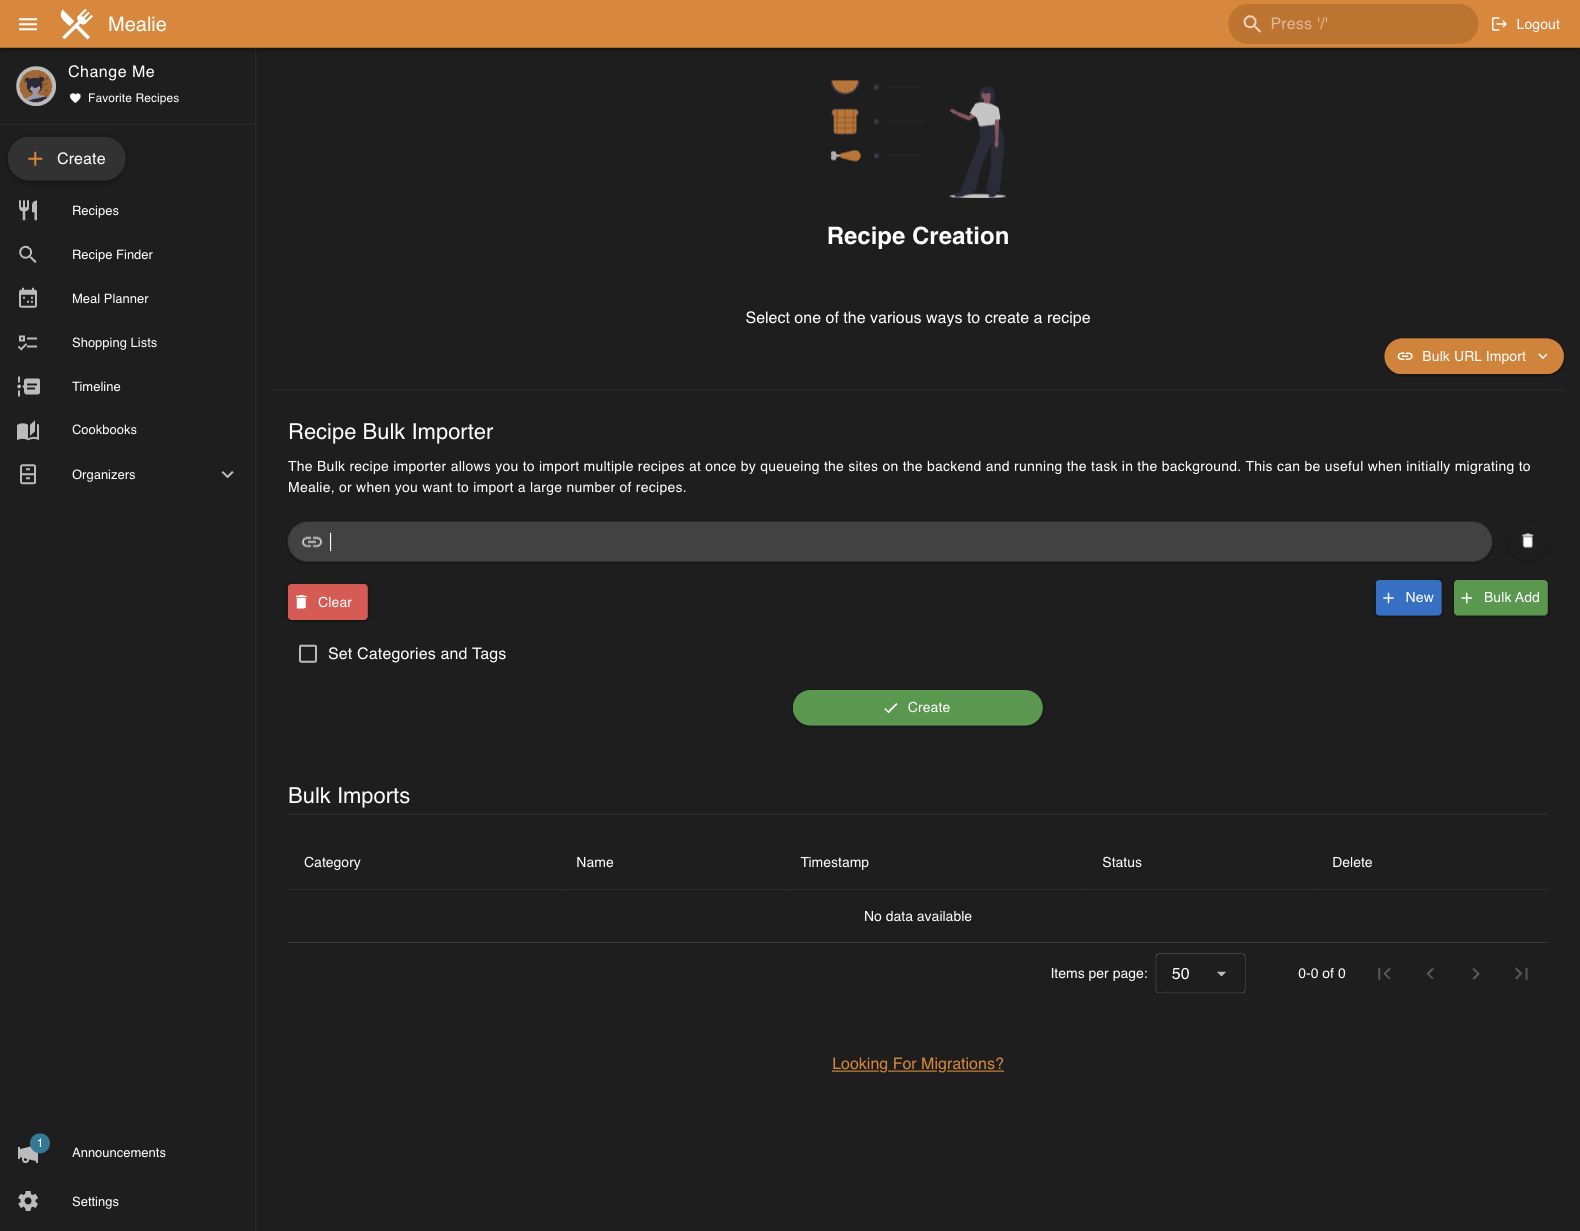 Mealie
Press '/'
Logout
Change Me
Favorite Recipes
Create
Recipes
Recipe Finder
Meal Planner
Shopping Lists
Timeline
Cookbooks
Organizers
1
Announcements
Settings
Recipe Creation
Select one of the various ways to create a recipe
Bulk URL Import
Recipe Bulk Importer
The Bulk recipe importer allows you to import multiple recipes at once by queueing the sites on the backend and running the task in the background. This can be useful when initially migrating to
Mealie, or when you want to import a large number of recipes.
Clear
New
Bulk Add
Set Categories and Tags
Create
Bulk Imports
Category Name Timestamp Status Delete
No data available
Items per page: 50 0-0 of 0
Looking For Migrations?